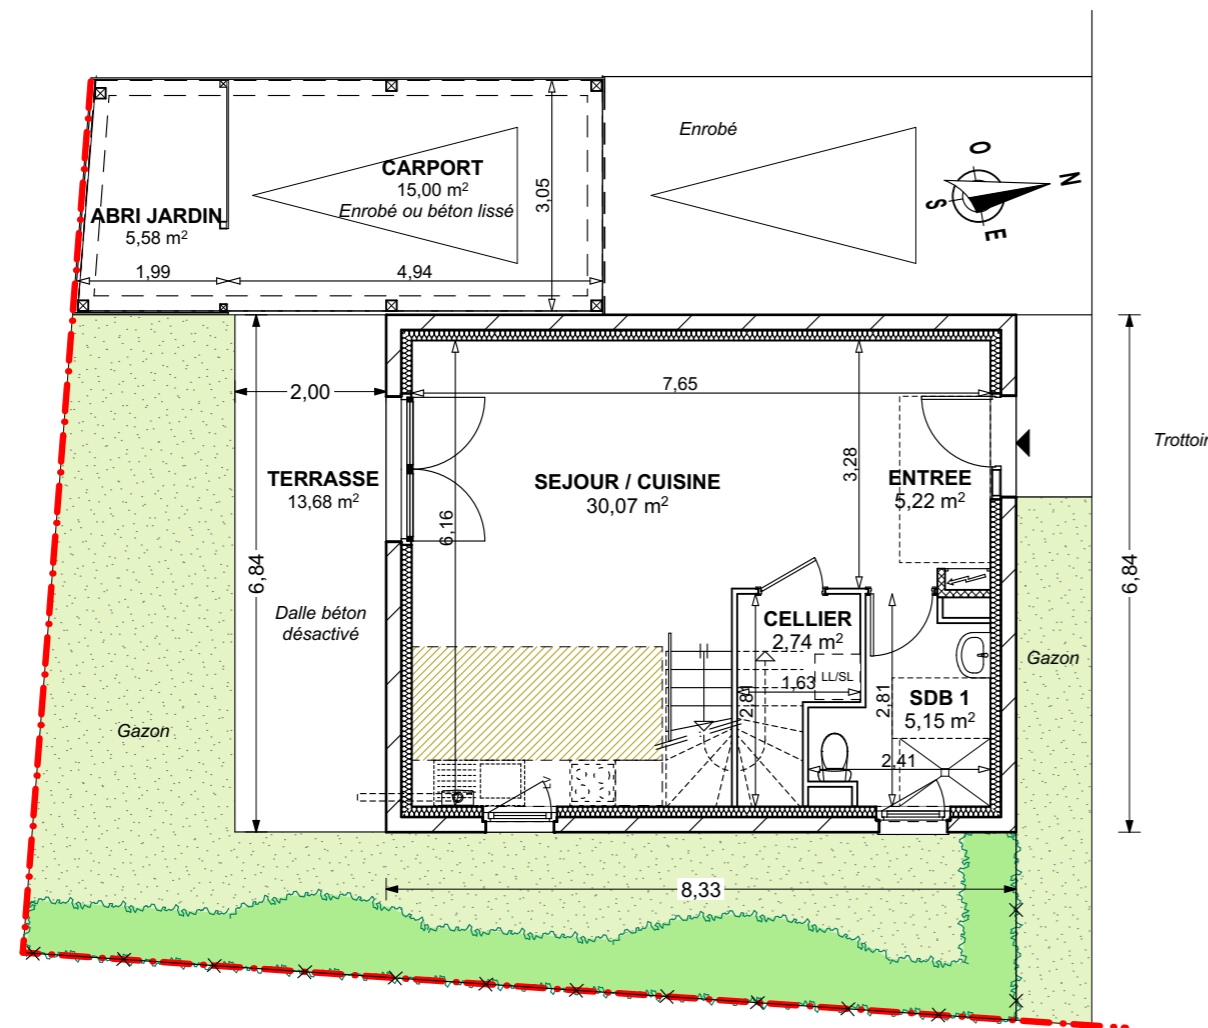 Enrobé
O
N
S
E
CARPORT
15,00 m²
Enrobé ou béton lissé
3,05
ABRI JARDIN
5,58 m²
1,99
4,94
2,00
7,65
Trottoir
TERRASSE
13,68 m²
SEJOUR / CUISINE
30,07 m²
3,28
ENTREE
5,22 m²
6,16
6,84
6,84
Dalle béton
désactivé
CELLIER
2,74 m²
LL/SL
1,63
2,81
2,81
SDB 1
5,15 m²
Gazon
Gazon
2,41
8,33